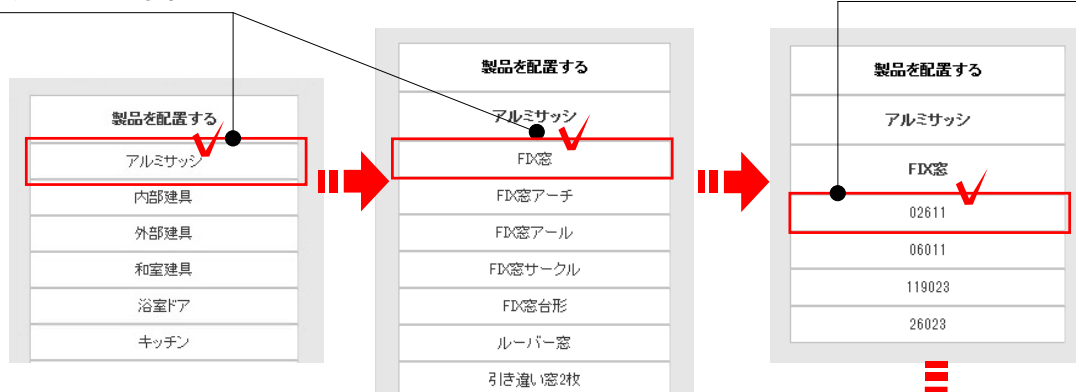 製品を配置する
アルミサッシ
内部建具
外部建具
和室建具
浴室ドア
キッチン
製品を配置する
アルミサッシ
FIX窓
FIX窓アーチ
FIX窓アール
FIX窓サークル
FIX窓台形
ルーバー窓
引き違い窓2枚
製品を配置する
アルミサッシ
FIX窓
02611
06011
119023
26023